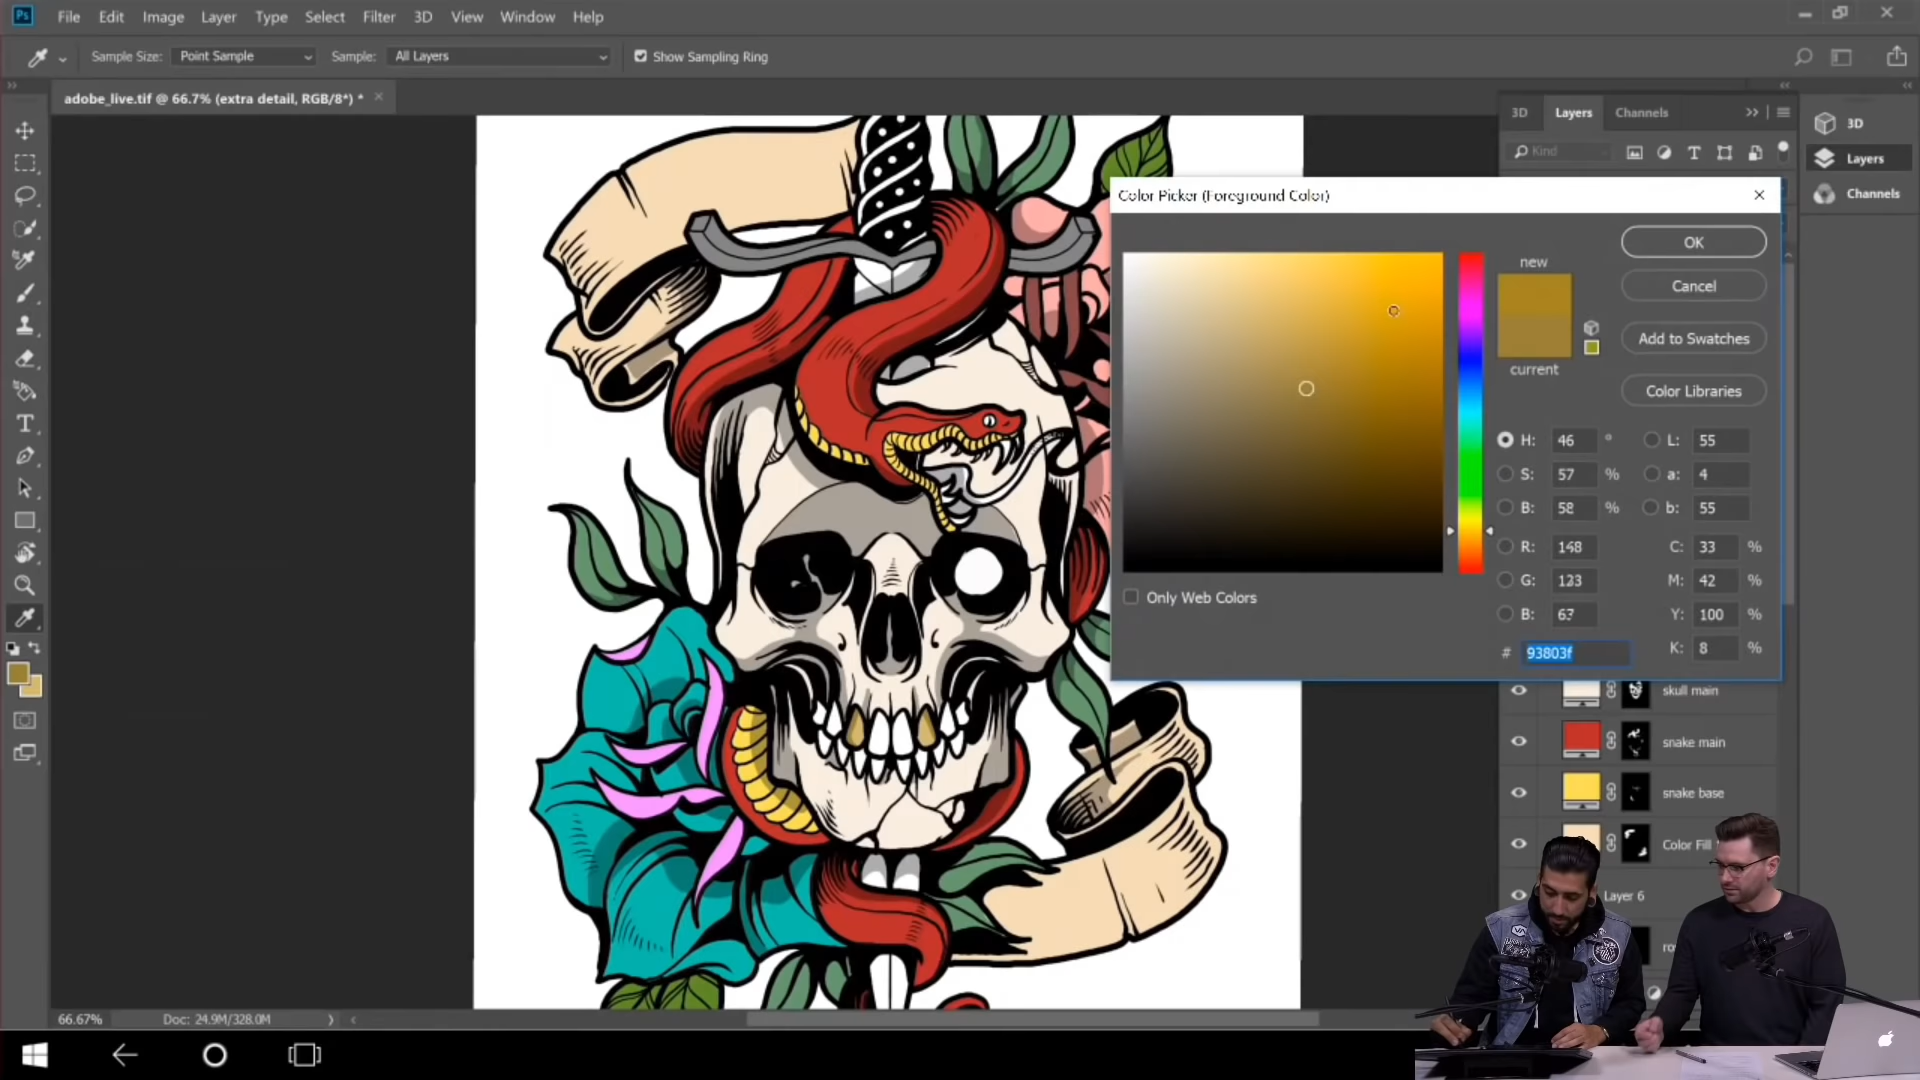 Ps File Edit Image Layer Type Select Filter 3D View Window Help
Sample Size: Point Sample Sample: All Layers Show Sampling Ring
adobe_live.tif @ 66.7% (extra detail, RGB/8*) *
3D Layers Channels
3D
Kind
Layers
Channels
Color Picker (Foreground Color)
OK
new
Cancel
Add to Swatches
current
Color Libraries
H: 46 ° L: 55
S: 57 % a: 4
B: 58 % b: 55
R: 148 C: 33 %
G: 123 M: 42 %
Only Web Colors
B: 67 Y: 100 %
# 93803f K: 8 %
skull main
snake main
snake base
Color Fill
Layer 6
66.67% Doc: 24.9M/328.0M